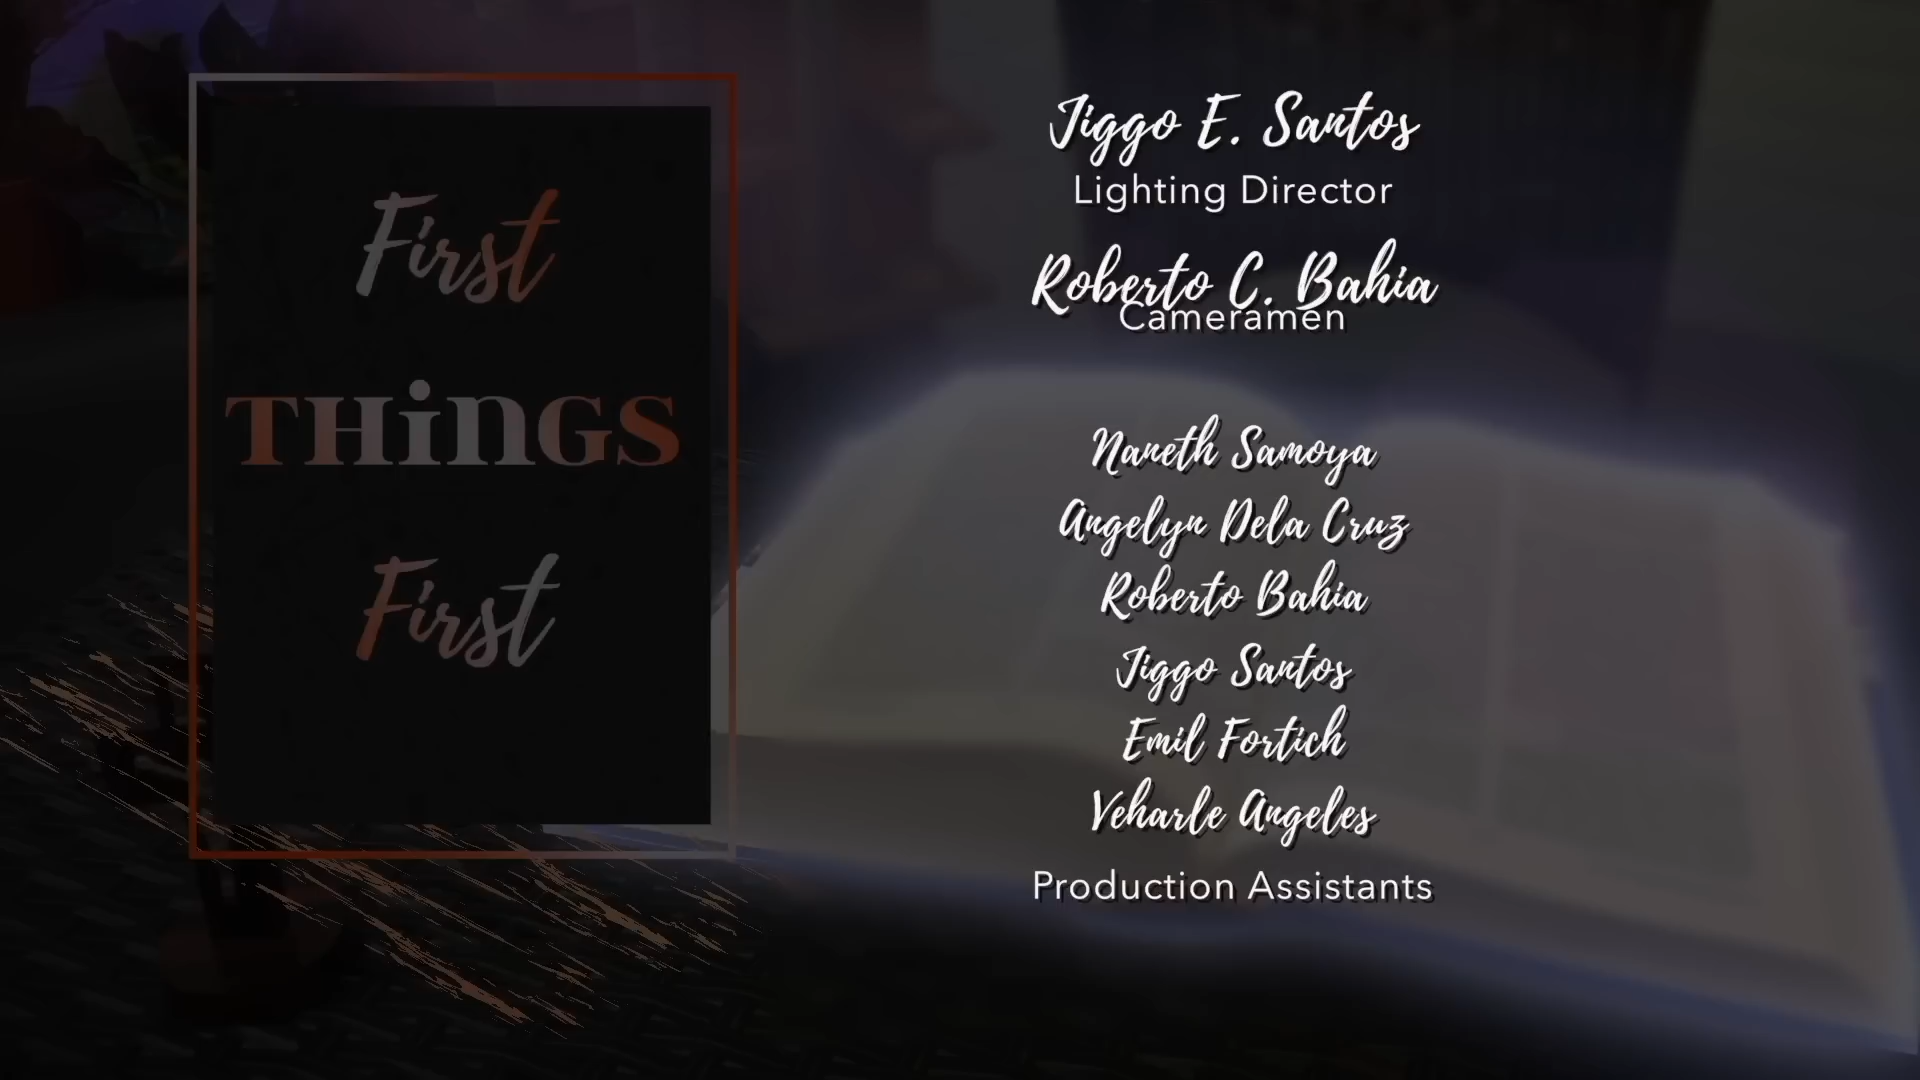 First
THiNGS
First
Jiggo E. Santos
Lighting Director
Roberto C. Bahia
Cameramen
Naneth Samoya
Angelyn Dela Cruz
Roberto Bahia
Jiggo Santos
Emil Fortich
Veharle Angeles
Production Assistants